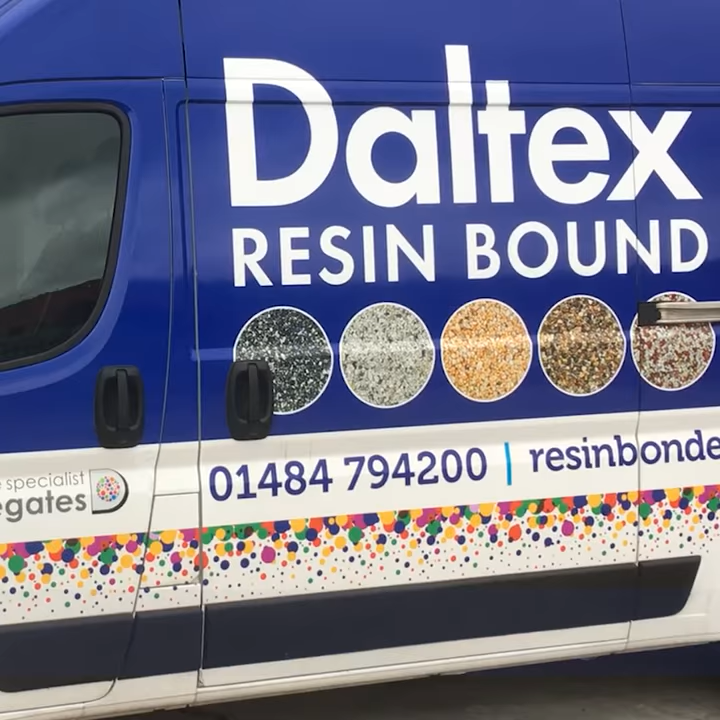 Daltex
RESIN BOUND
01484 794200 | resinbonde
specialist
egates